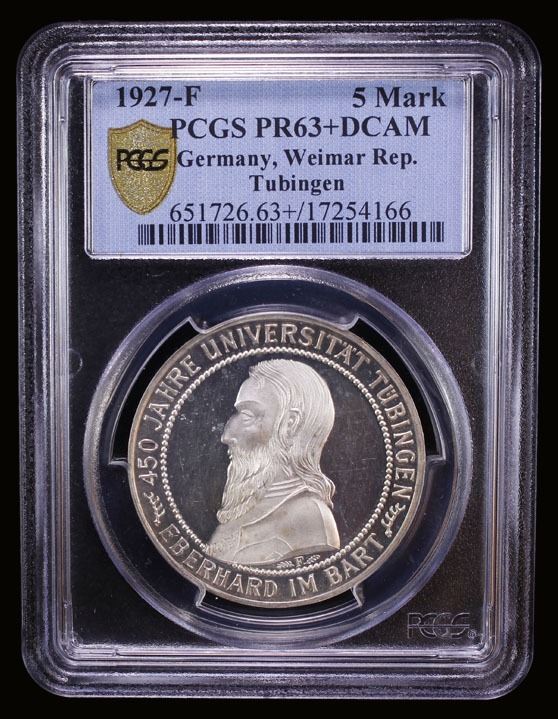 1927-F 5 Mark
PCGS PR63+DCAM
PCGS Germany, Weimar Rep.
Tubingen
651726.63+/17254166
450 JAHRE UNIVERSITÄT TÜBINGEN
EBERHARD IM BART
F
PCGS